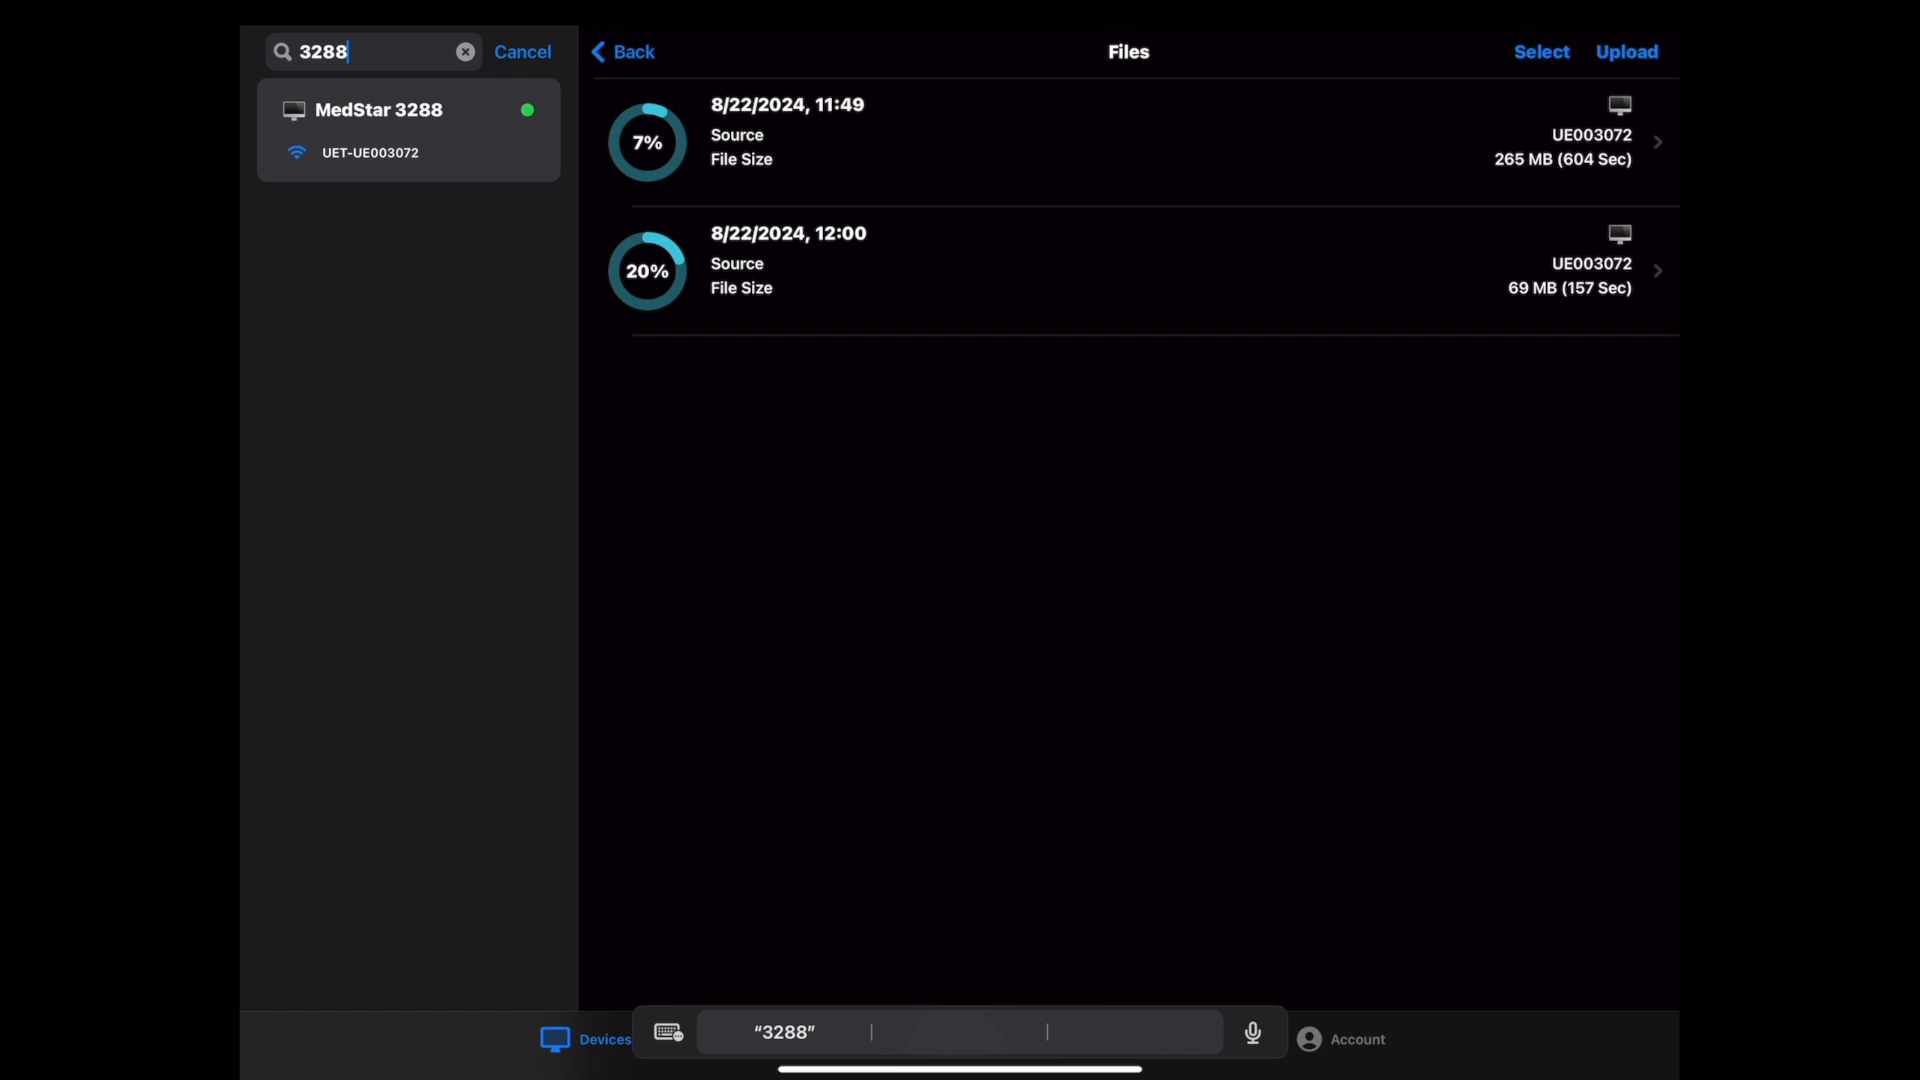 3288
Cancel
MedStar 3288
UET-UE003072
Back
Files
Select
Upload
7%
8/22/2024, 11:49
Source
UE003072
File Size
265 MB (604 Sec)
20%
8/22/2024, 12:00
Source
UE003072
File Size
69 MB (157 Sec)
Devices
“3288”
Account